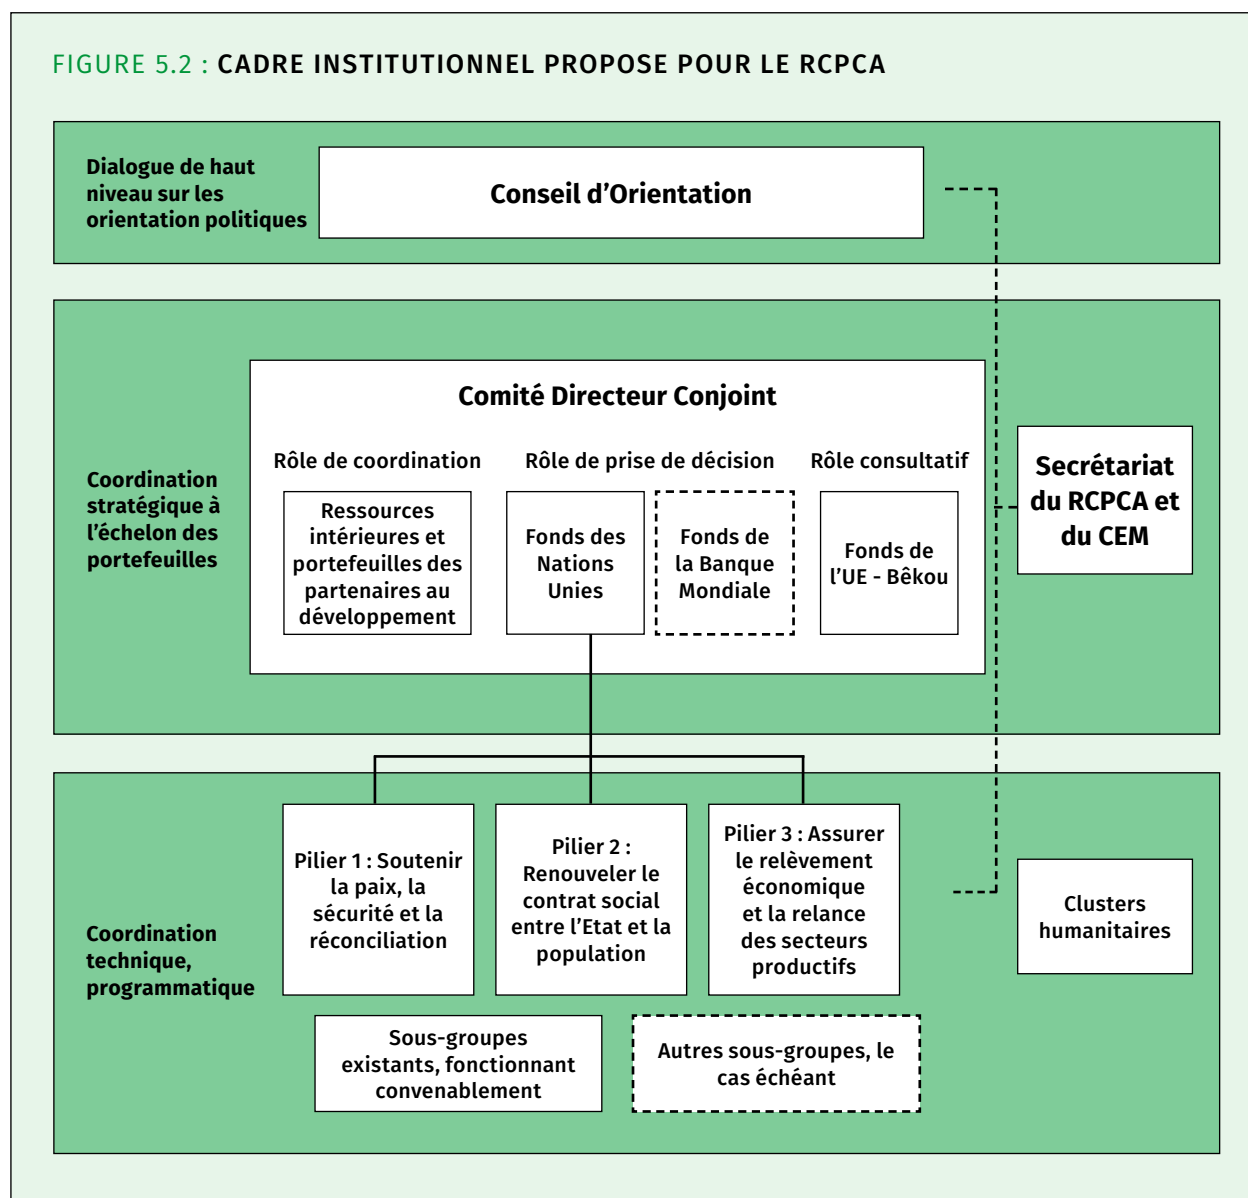 FIGURE 5.2 : CADRE INSTITUTIONNEL PROPOSE POUR LE RCPCA
Dialogue de haut
niveau sur les
orientation politiques
Conseil d’Orientation
Coordination
stratégique à
l’échelon des
portefeuilles
Comité Directeur Conjoint
Rôle de coordination
Ressources
intérieures et
portefeuilles des
partenaires au
développement
Rôle de prise de décision
Fonds des
Nations
Unies
Fonds de
la Banque
Mondiale
Rôle consultatif
Fonds de
l’UE - Bêkou
Secrétariat
du RCPCA et
du CEM
Coordination
technique,
programmatique
Pilier 1 : Soutenir
la paix, la
sécurité et la
réconciliation
Pilier 2 :
Renouveler le
contrat social
entre l’Etat et la
population
Pilier 3 : Assurer
le relèvement
économique
et la relance
des secteurs
productifs
Clusters
humanitaires
Sous-groupes
existants, fonctionnant
convenablement
Autres sous-groupes, le
cas échéant